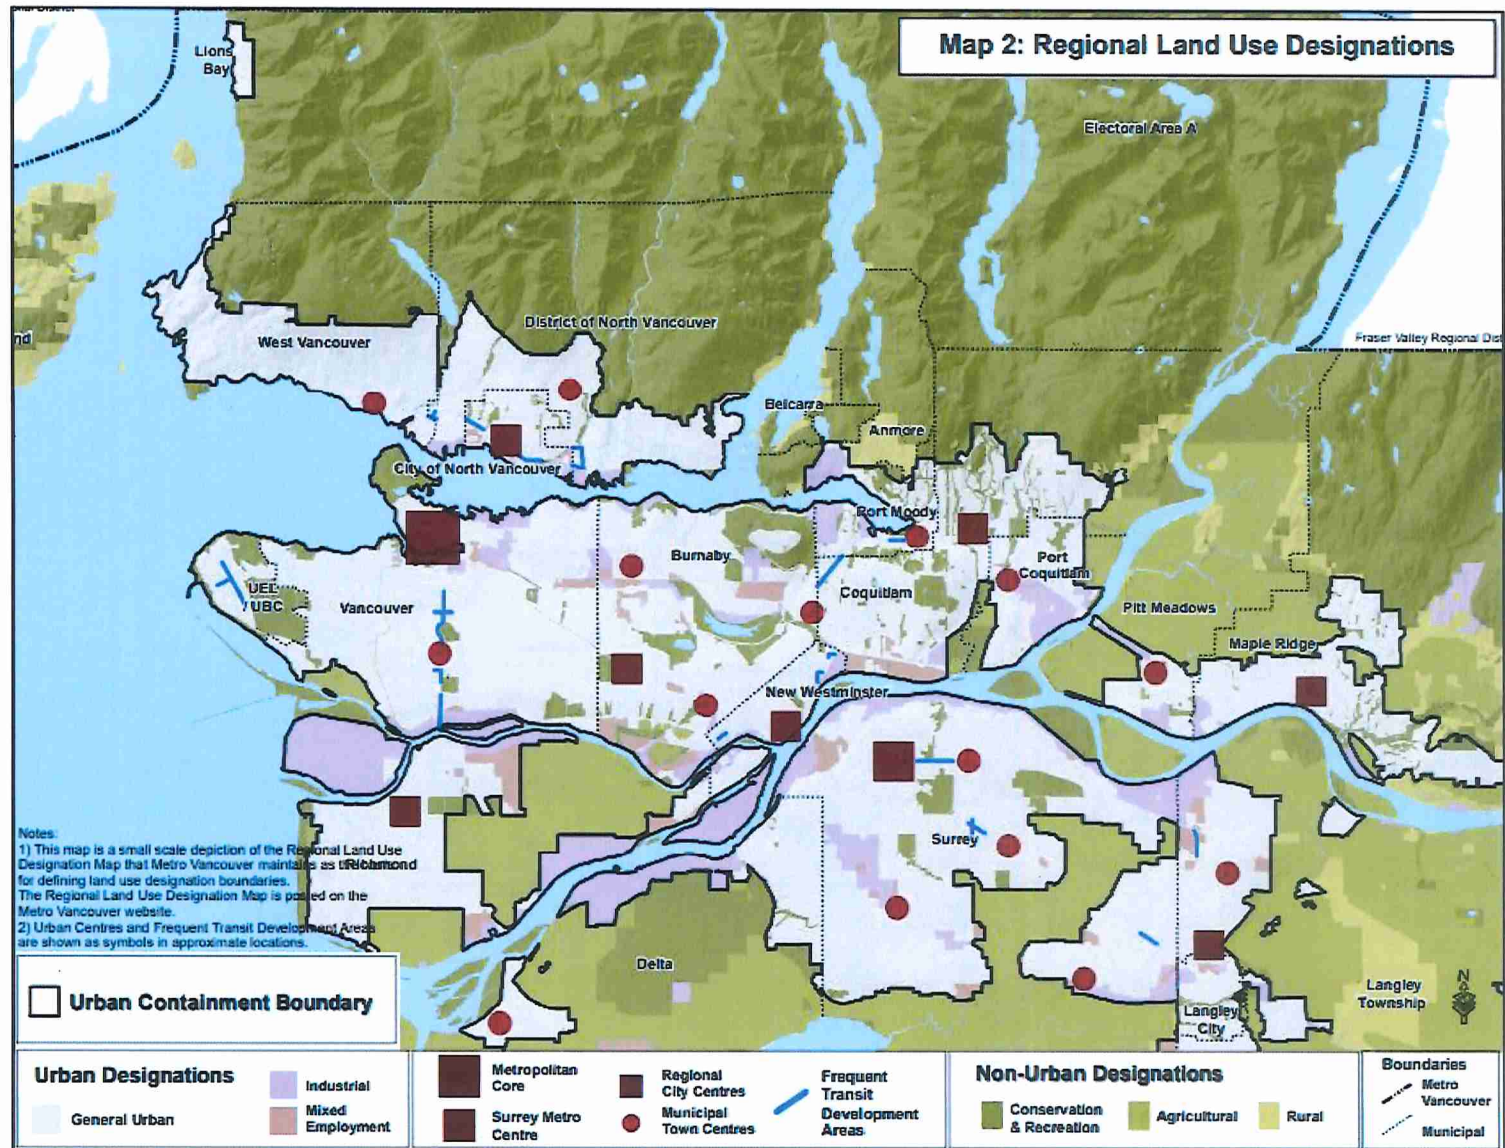 Map 2: Regional Land Use Designations
Lions
Bay
Electoral Area A
Fraser Valley Regional Dist
West Vancouver
District of North Vancouver
Belcarra
Anmore
City of North Vancouver
Port Moody
Burnaby
Port
Coquitlam
Coquitlam
UEL
/ UBC
Vancouver
Pitt Meadows
Maple Ridge
New Westminster
Surrey
Richmond
Delta
Langley
Township
Langley
City
N
Notes:
1) This map is a small scale depiction of the Regional Land Use
Designation Map that Metro Vancouver maintains as
for defining land use designation boundaries.
The Regional Land Use Designation Map is posted on the
Metro Vancouver website.
2) Urban Centres and Frequent Transit Development Areas
are shown as symbols in approximate locations.
Urban Containment Boundary
Urban Designations
General Urban
Industrial
Mixed
Employment
Metropolitan
Core
Surrey Metro
Centre
Regional
City Centres
Municipal
Town Centres
Frequent
Transit
Development
Areas
Non-Urban Designations
Conservation
& Recreation
Agricultural
Rural
Boundaries
Metro
Vancouver
Municipal